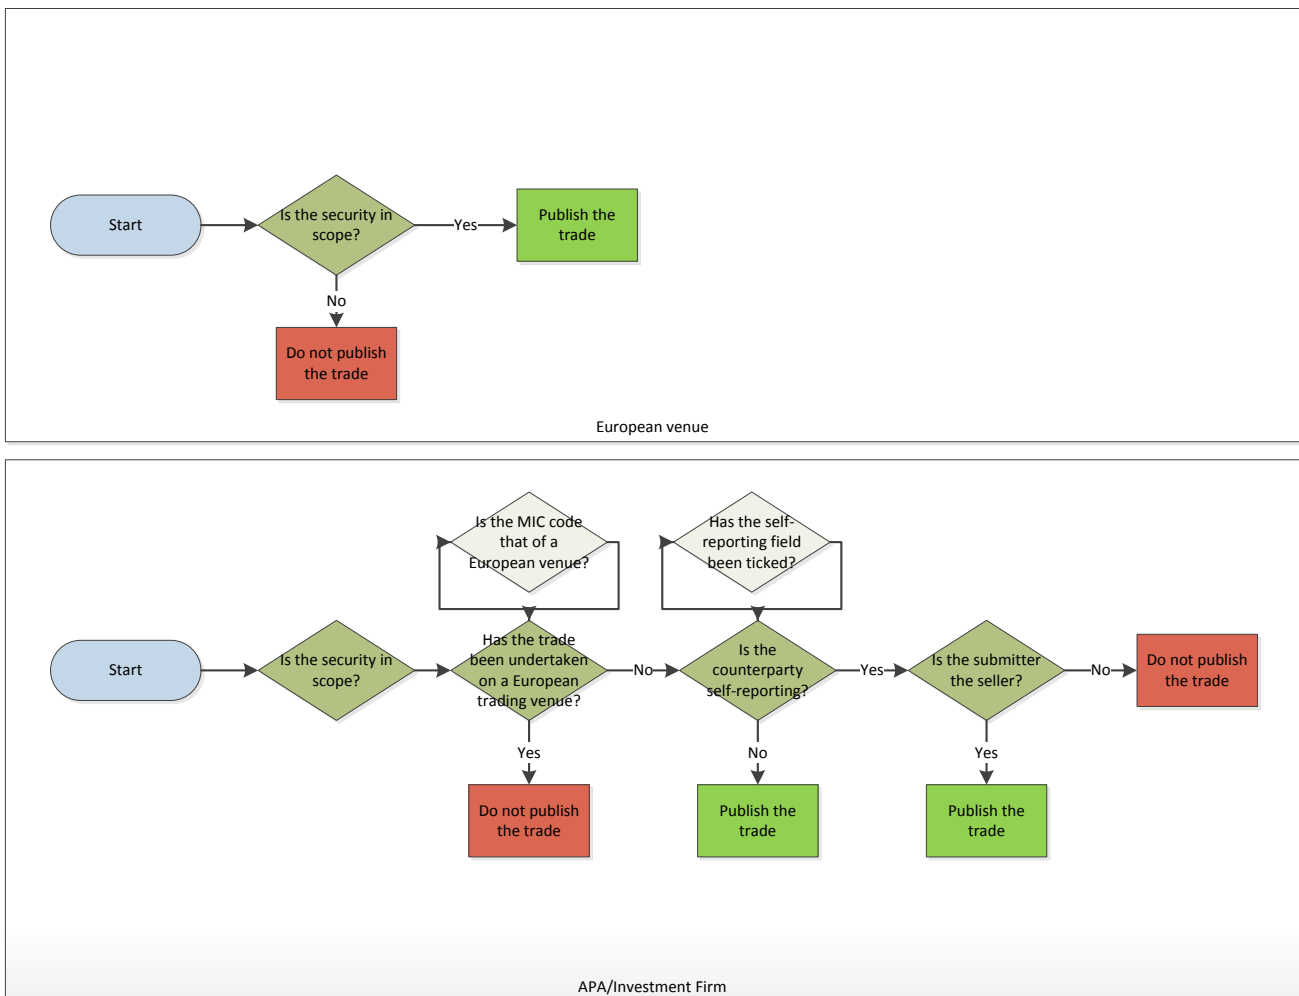 Start
Is the security in
scope?
Yes
Publish the
trade
No
Do not publish
the trade
European venue
Is the MIC code
that of a
European venue?
Has the self-
reporting field
been ticked?
Start
Is the security in
scope?
Has the trade
been undertaken
on a European
trading venue?
No
Is the
counterparty
self-reporting?
Yes
Is the submitter
the seller?
No
Do not publish
the trade
Yes
No
Yes
Do not publish
the trade
Publish the
trade
Publish the
trade
APA/Investment Firm